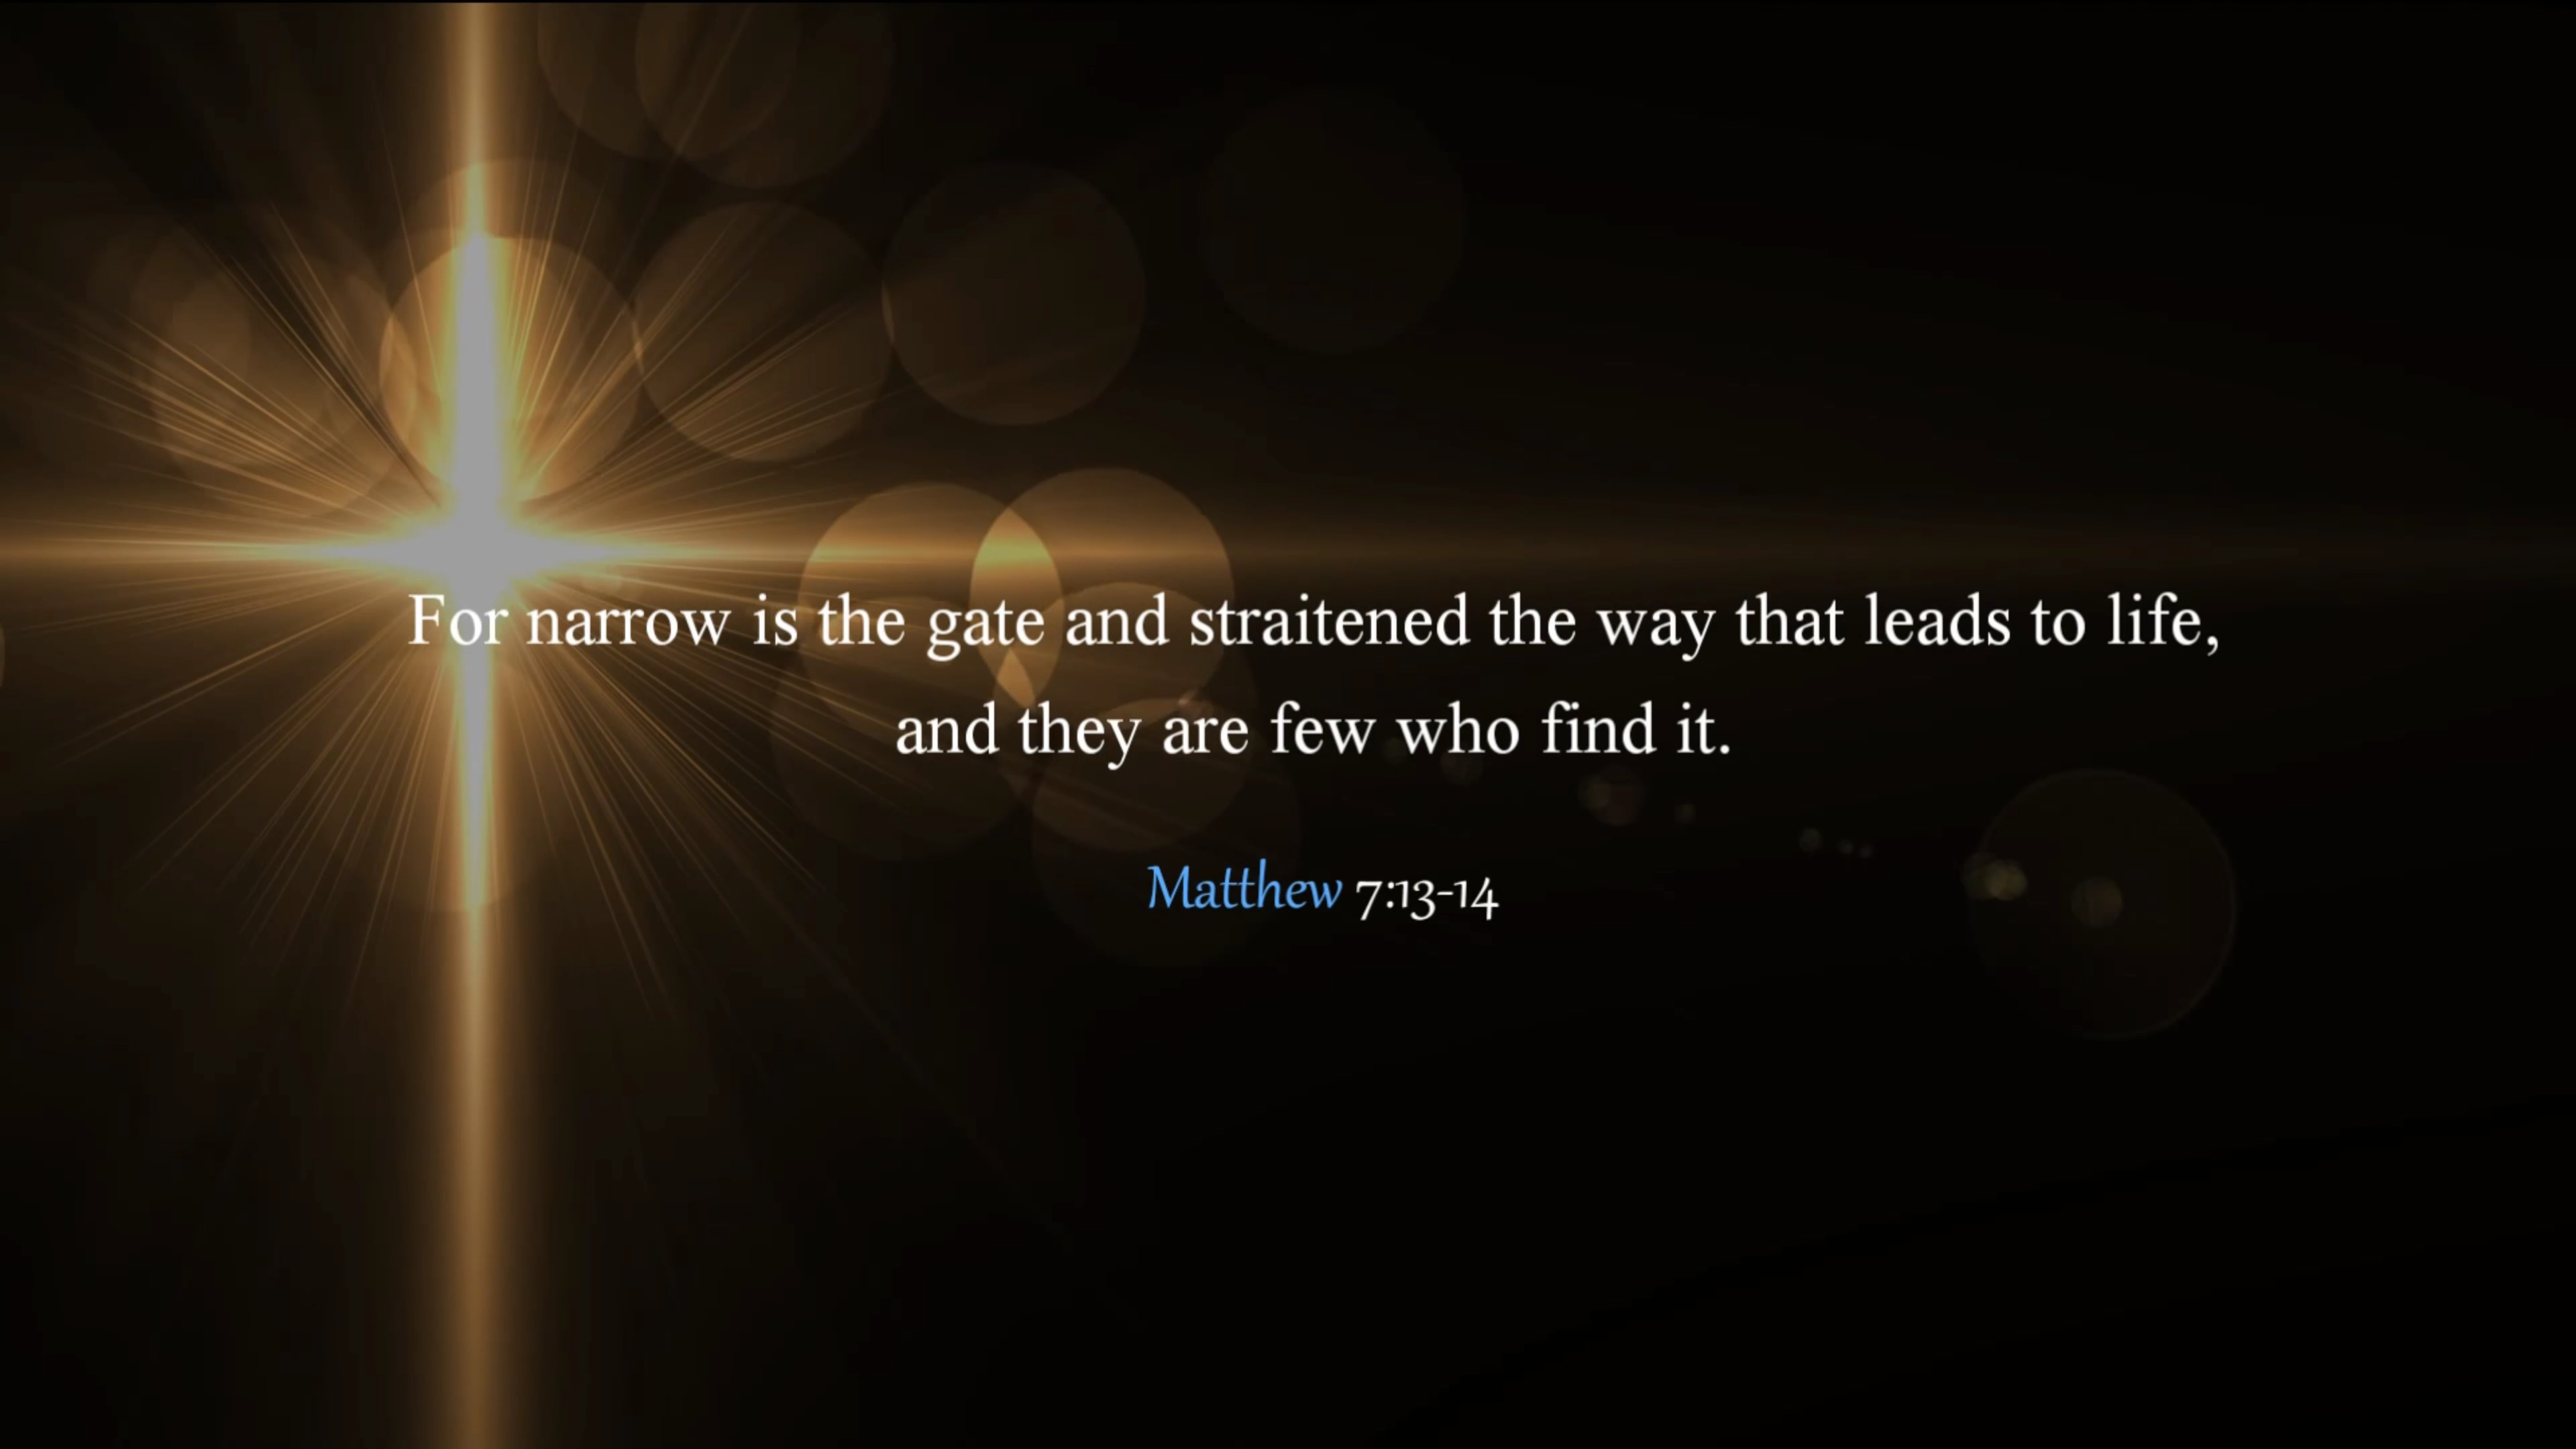 For narrow is the gate and straitened the way that leads to life,
and they are few who find it.
Matthew 7:13-14